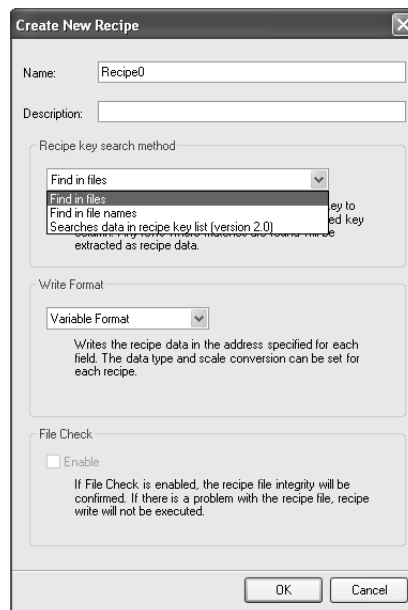 Create New Recipe
Name:
Recipe0
Description:
Recipe key search method
Find in files
Find in files
Find in file names
Searches data in recipe key list (version 2.0)
extracted as recipe data.
Write Format
Variable Format
Writes the recipe data in the address specified for each
field. The data type and scale conversion can be set for
each recipe.
File Check
Enable
If File Check is enabled, the recipe file integrity will be
confirmed. If there is a problem with the recipe file, recipe
write will not be executed.
OK
Cancel